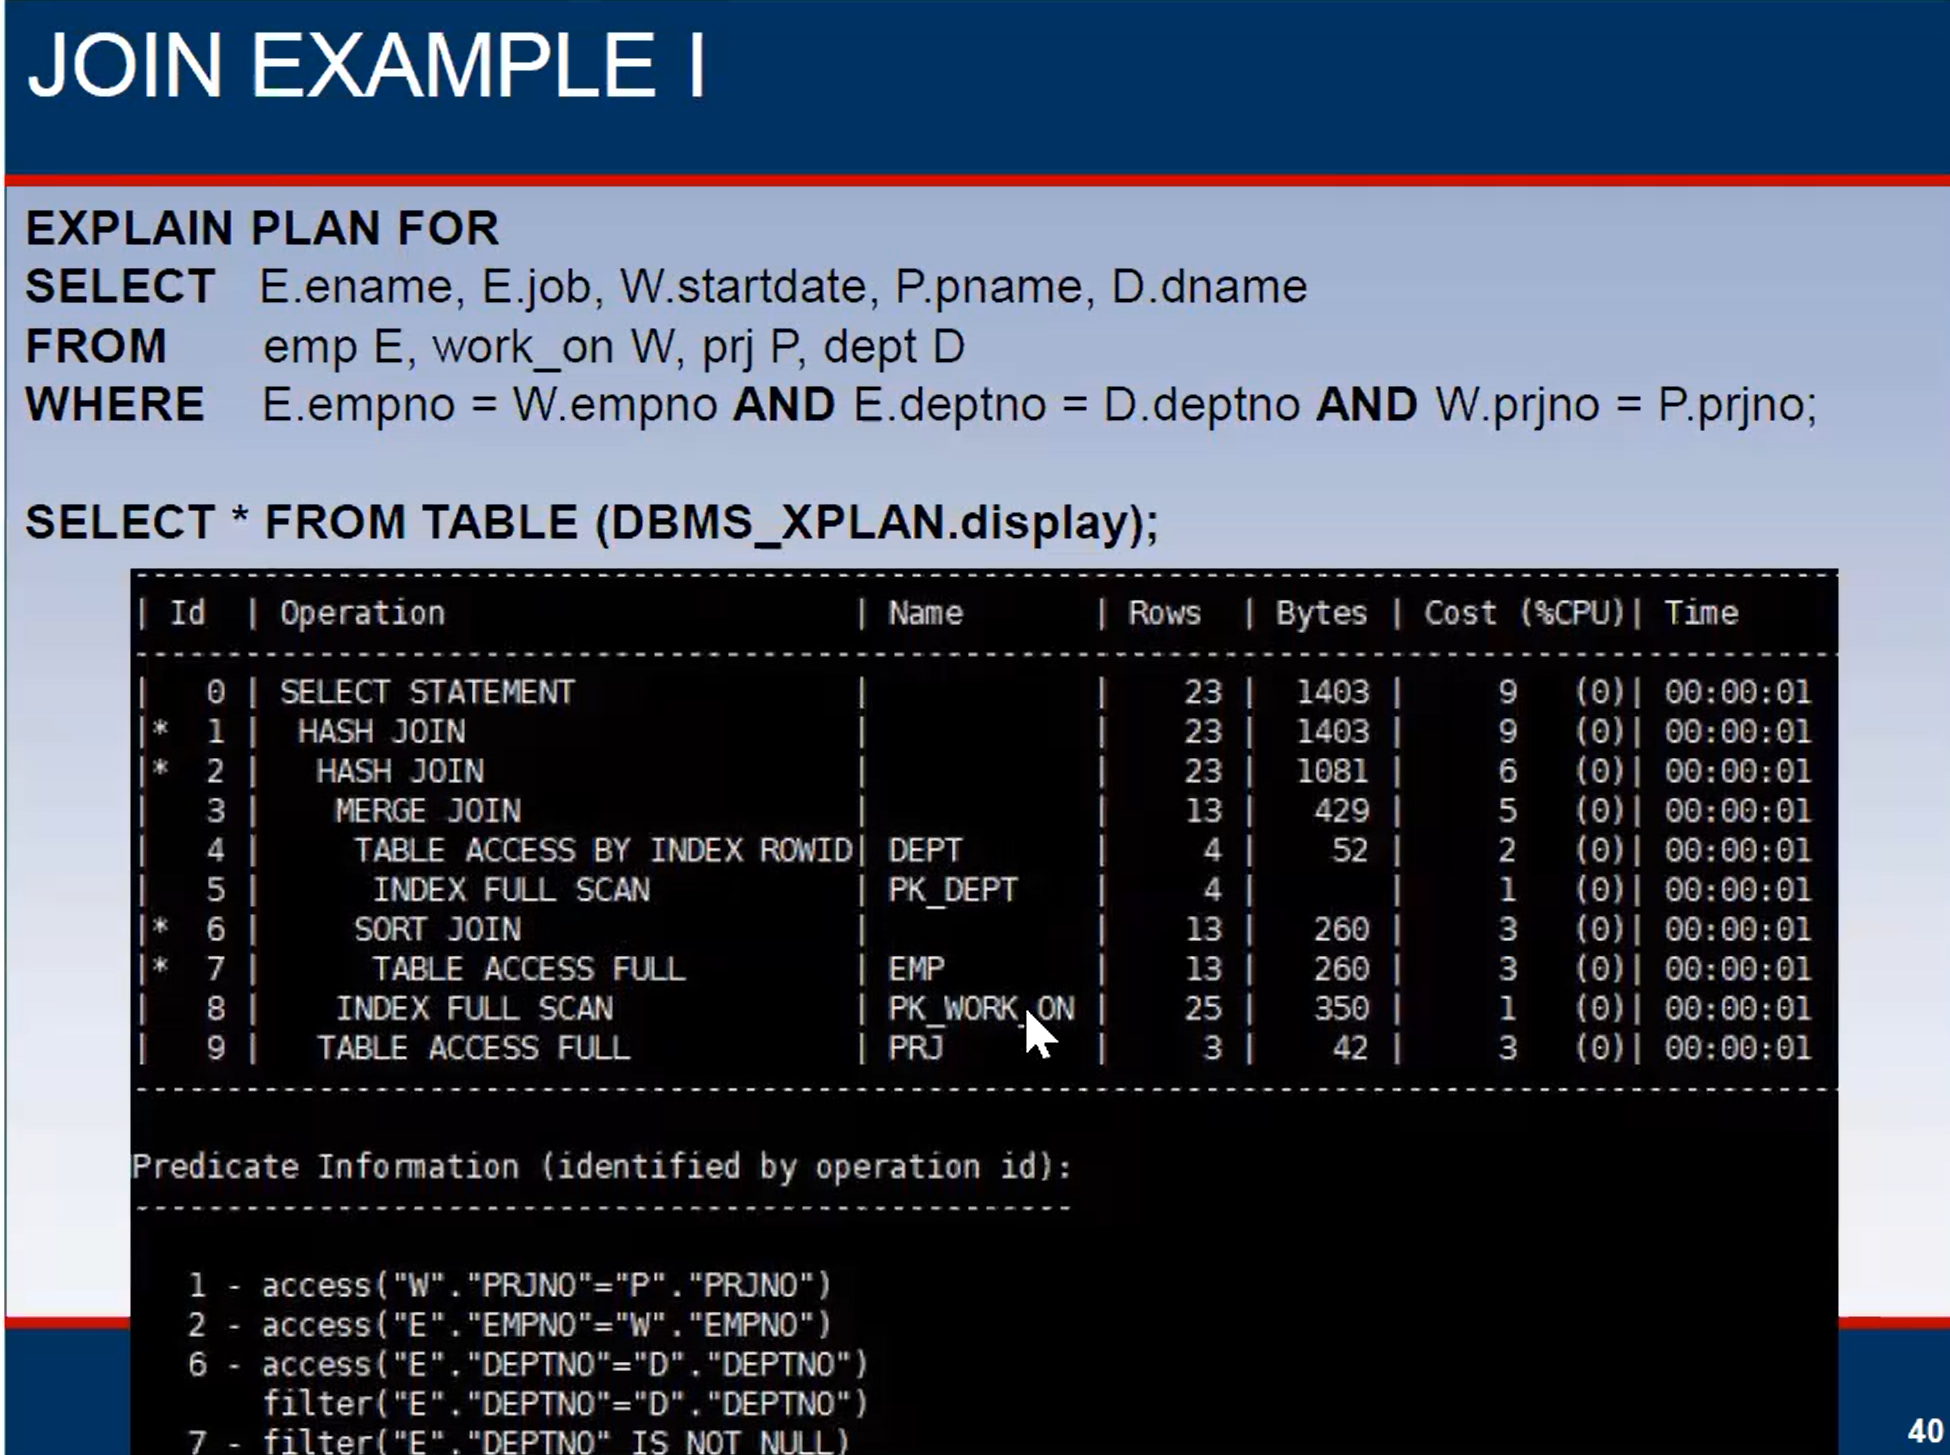 JOIN EXAMPLE I
EXPLAIN PLAN FOR
SELECT E.ename, E.job, W.startdate, P.pname, D.dname
FROM emp E, work_on W, prj P, dept D
WHERE E.empno = W.empno AND E.deptno = D.deptno AND W.prjno = P.prjno;
SELECT * FROM TABLE (DBMS_XPLAN.display);
| Id | Operation | Name | Rows | Bytes | Cost (%CPU)| Time
| 0 | SELECT STATEMENT | | 23 | 1403 | 9 (0)| 00:00:01
|* 1 | HASH JOIN | | 23 | 1403 | 9 (0)| 00:00:01
|* 2 | HASH JOIN | | 23 | 1081 | 6 (0)| 00:00:01
| 3 | MERGE JOIN | | 13 | 429 | 5 (0)| 00:00:01
| 4 | TABLE ACCESS BY INDEX ROWID| DEPT | 4 | 52 | 2 (0)| 00:00:01
| 5 | INDEX FULL SCAN | PK_DEPT | 4 | | 1 (0)| 00:00:01
|* 6 | SORT JOIN | | 13 | 260 | 3 (0)| 00:00:01
|* 7 | TABLE ACCESS FULL | EMP | 13 | 260 | 3 (0)| 00:00:01
| 8 | INDEX FULL SCAN | PK_WORK_ON | 25 | 350 | 1 (0)| 00:00:01
| 9 | TABLE ACCESS FULL | PRJ | 3 | 42 | 3 (0)| 00:00:01
Predicate Information (identified by operation id):
1 - access("W"."PRJNO"="P"."PRJNO")
2 - access("E"."EMPNO"="W"."EMPNO")
6 - access("E"."DEPTNO"="D"."DEPTNO")
filter("E"."DEPTNO"="D"."DEPTNO")
7 - filter("E"."DEPTNO" IS NOT NULL)
40